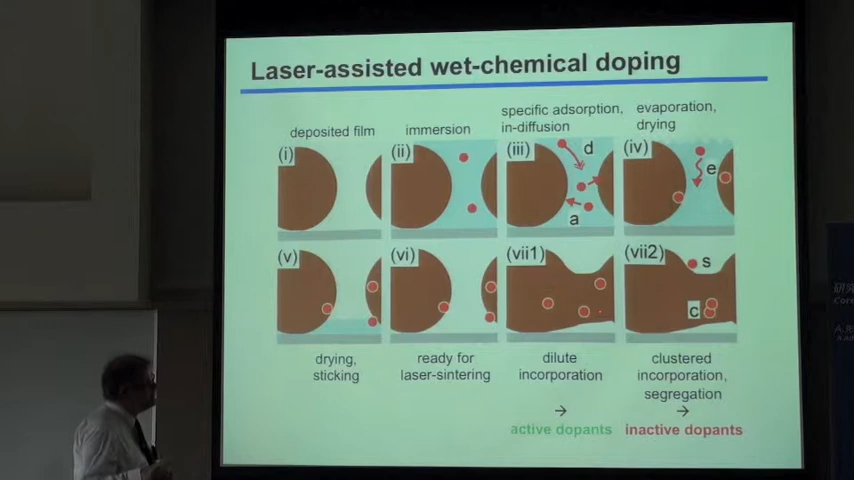 Laser-assisted wet-chemical doping
deposited film
immersion
specific adsorption,
in-diffusion
evaporation,
drying
(i)
(ii)
(iii)
d
a
(iv)
e
(v)
(vi)
(vii1)
(vii2)
s
c
drying,
sticking
ready for
laser-sintering
dilute
incorporation
→
active dopants
clustered
incorporation,
segregation
→
inactive dopants